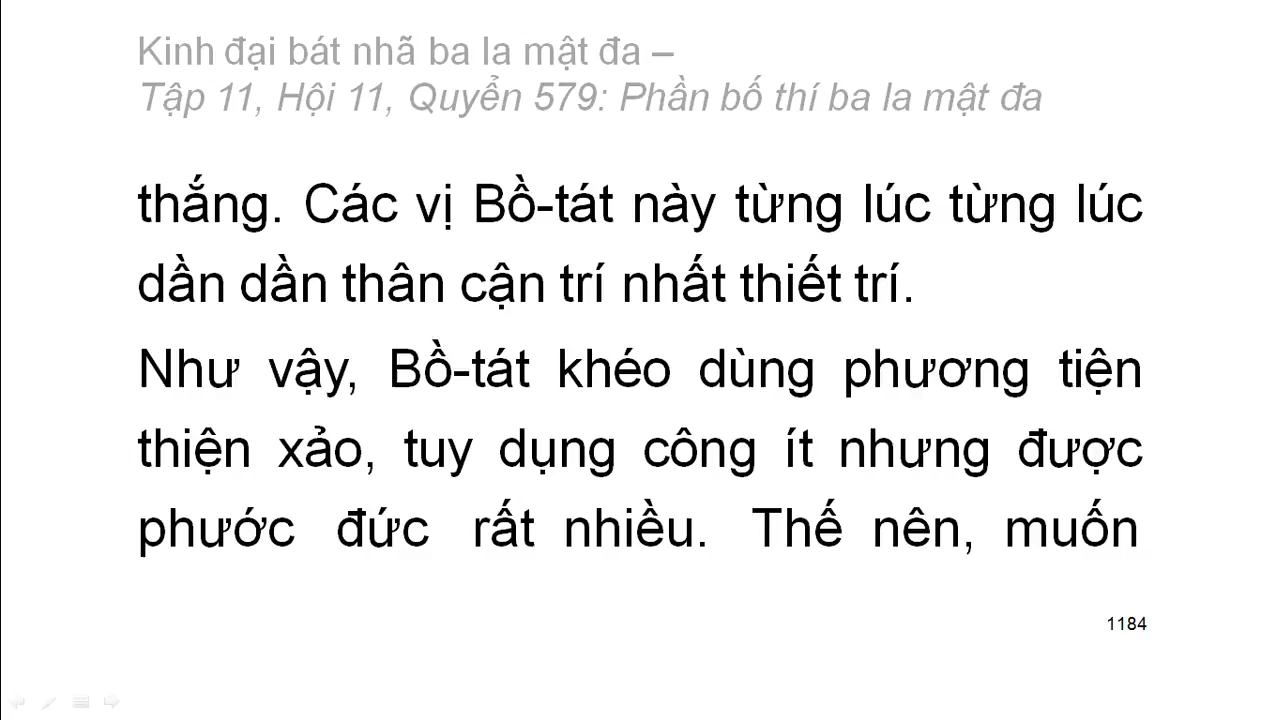 Kinh đại bát nhã ba la mật đa –
Tập 11, Hội 11, Quyển 579: Phần bố thí ba la mật đa
thắng. Các vị Bồ-tát này từng lúc từng lúc
dần dần thân cận trí nhất thiết trí.
Như vậy, Bồ-tát khéo dùng phương tiện
thiện xảo, tuy dụng công ít nhưng được
phước đức rất nhiều. Thế nên, muốn
1184